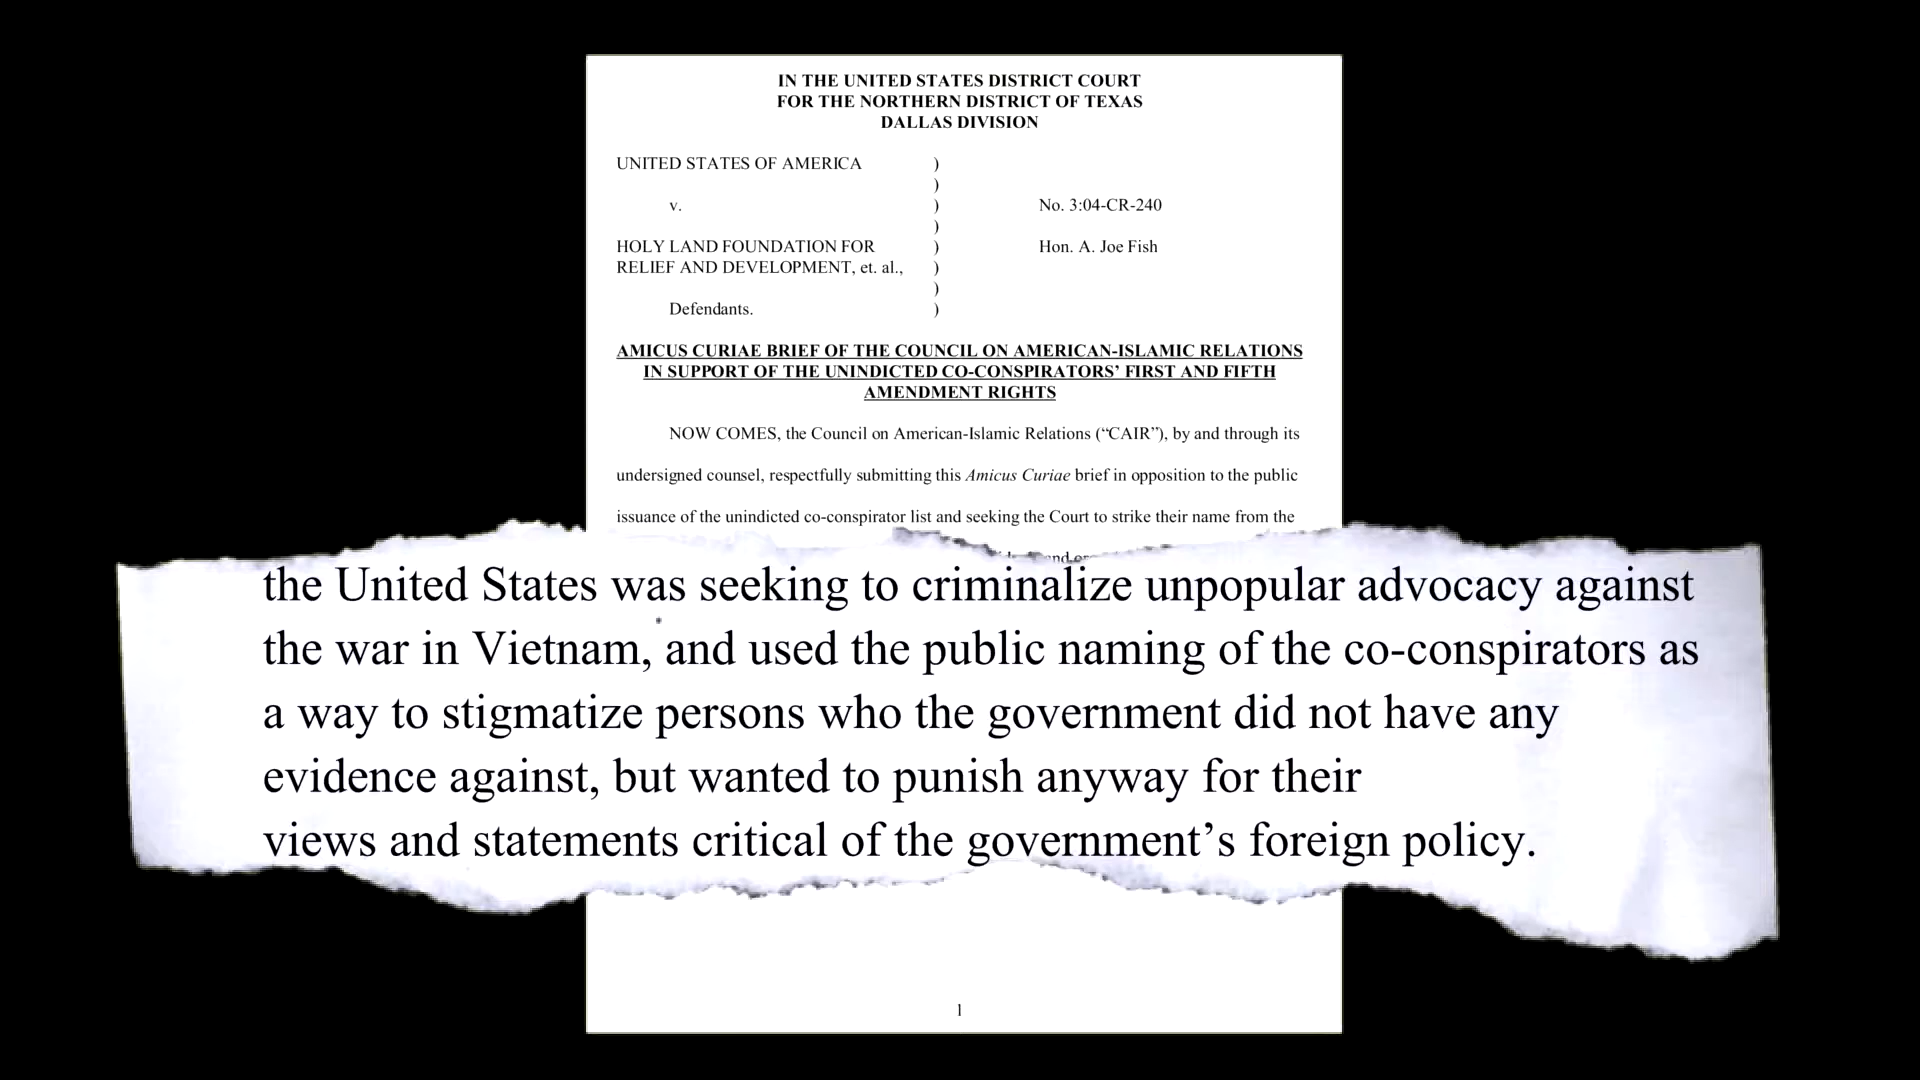 IN THE UNITED STATES DISTRICT COURT
FOR THE NORTHERN DISTRICT OF TEXAS
DALLAS DIVISION
UNITED STATES OF AMERICA )
)
v. ) No. 3:04-CR-240
)
HOLY LAND FOUNDATION FOR ) Hon. A. Joe Fish
RELIEF AND DEVELOPMENT, et. al., )
)
Defendants. )
AMICUS CURIAE BRIEF OF THE COUNCIL ON AMERICAN-ISLAMIC RELATIONS
IN SUPPORT OF THE UNINDICTED CO-CONSPIRATORS’ FIRST AND FIFTH
AMENDMENT RIGHTS
NOW COMES, the Council on American-Islamic Relations (“CAIR”), by and through its
undersigned counsel, respectfully submitting this Amicus Curiae brief in opposition to the public
issuance of the unindicted co-conspirator list and seeking the Court to strike their name from the
the United States was seeking to criminalize unpopular advocacy against
the war in Vietnam, and used the public naming of the co-conspirators as
a way to stigmatize persons who the government did not have any
evidence against, but wanted to punish anyway for their
views and statements critical of the government’s foreign policy.
1